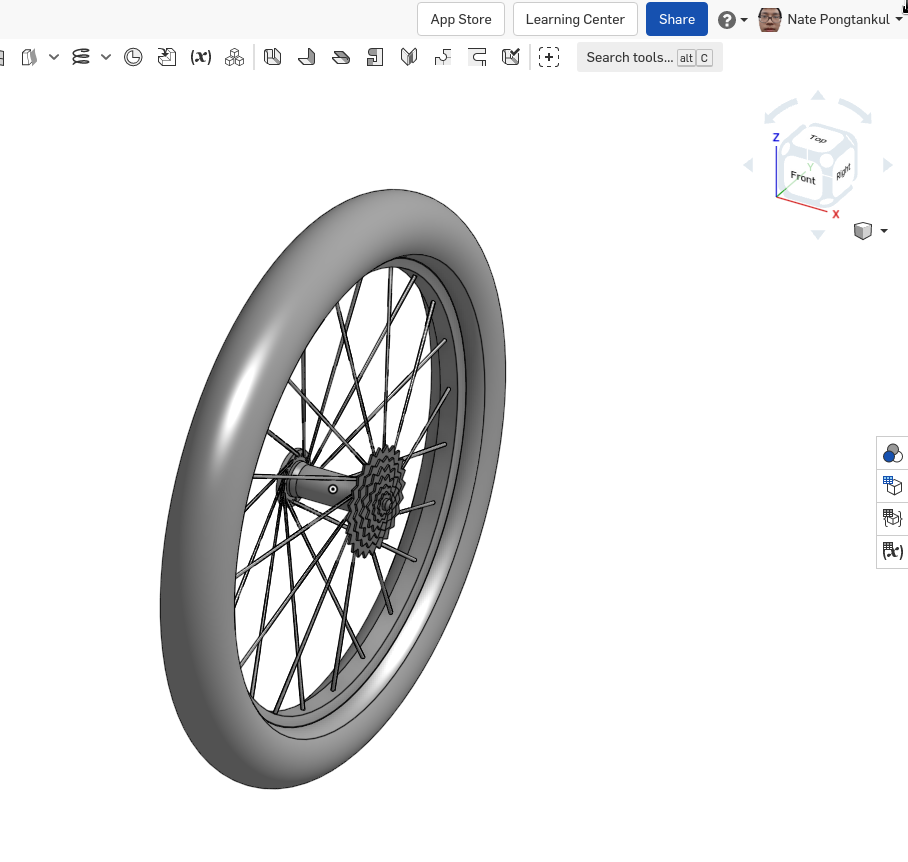 App Store
Learning Center
Share
?
Nate Pongtankul
(x)
Search tools... alt C
Top
Z
Y
Front
Right
X
(x)